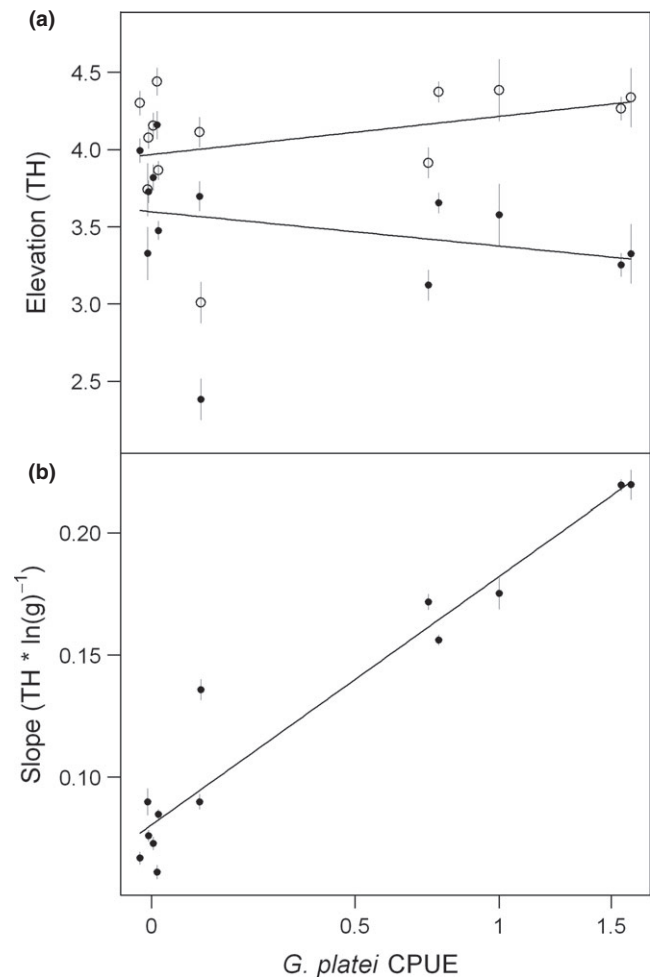 (a)
4.5
4.0
3.5
3.0
2.5
Elevation (TH)
(b)
0.20
0.15
0.10
Slope (TH * ln(g)⁻¹)
0 0.5 1 1.5
G. platei CPUE